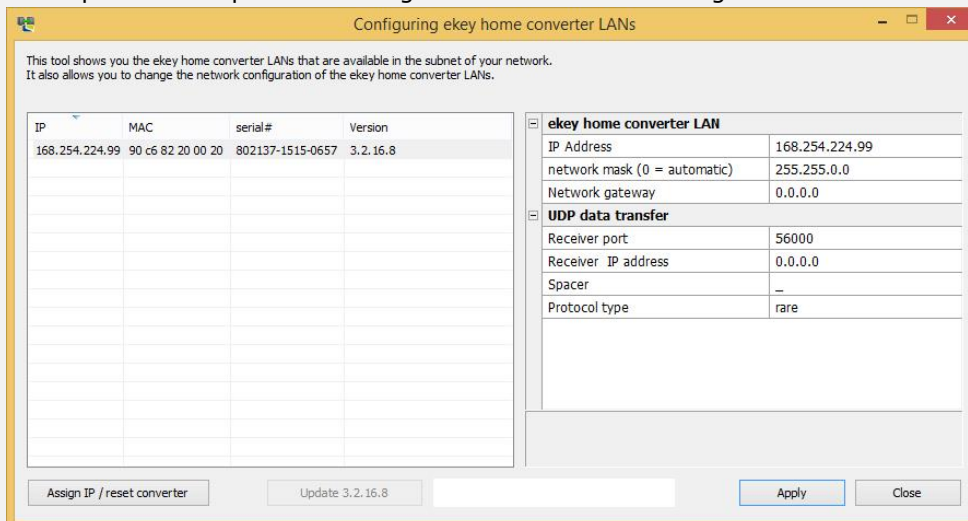 Configuring ekey home converter LANs
This tool shows you the ekey home converter LANs that are available in the subnet of your network.
It also allows you to change the network configuration of the ekey home converter LANs.
IP MAC serial# Version
168.254.224.99 90 c6 82 20 00 20 802137-1515-0657 3.2.16.8
ekey home converter LAN
IP Address 168.254.224.99
network mask (0 = automatic) 255.255.0.0
Network gateway 0.0.0.0
UDP data transfer
Receiver port 56000
Receiver IP address 0.0.0.0
Spacer _
Protocol type rare
Assign IP / reset converter Update 3.2.16.8 Apply Close